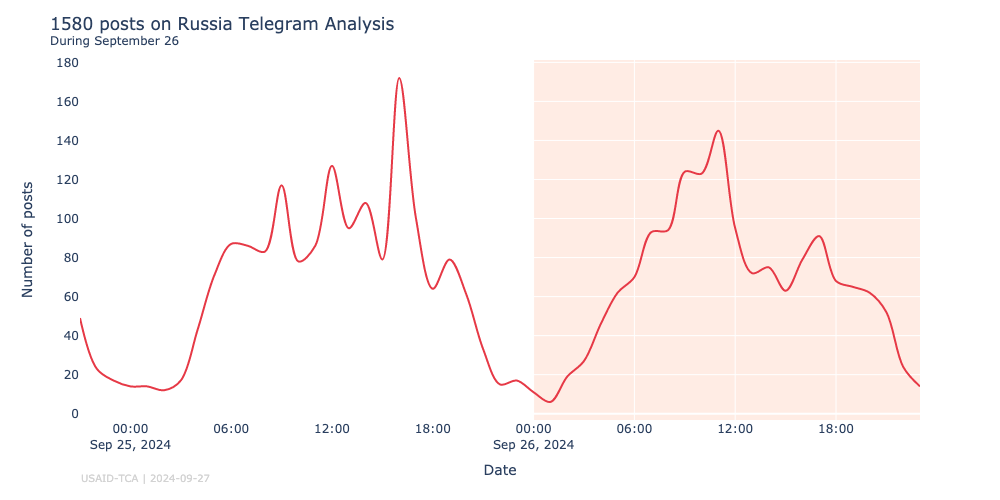 1580 posts on Russia Telegram Analysis
During September 26
180
160
140
120
100
80
60
40
20
0
Number of posts
00:00 06:00 12:00 18:00 00:00 06:00 12:00 18:00
Sep 25, 2024 Sep 26, 2024
Date
USAID-TCA | 2024-09-27